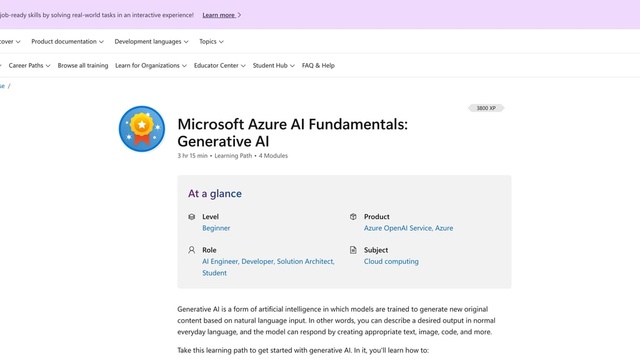 job-ready skills by solving real-world tasks in an interactive experience! Learn more
Product documentation Development languages Topics
Career Paths Browse all training Learn for Organizations Educator Center Student Hub FAQ & Help
/
3800 XP
Microsoft Azure AI Fundamentals:
Generative AI
3 hr 15 min • Learning Path • 4 Modules
At a glance
Level Product
Beginner Azure OpenAI Service, Azure
Role Subject
AI Engineer, Developer, Solution Architect, Cloud computing
Student
Generative AI is a form of artificial intelligence in which models are trained to generate new original
content based on natural language input. In other words, you can describe a desired output in normal
everyday language, and the model can respond by creating appropriate text, image, code, and more.
Take this learning path to get started with generative AI. In it, you'll learn how to: